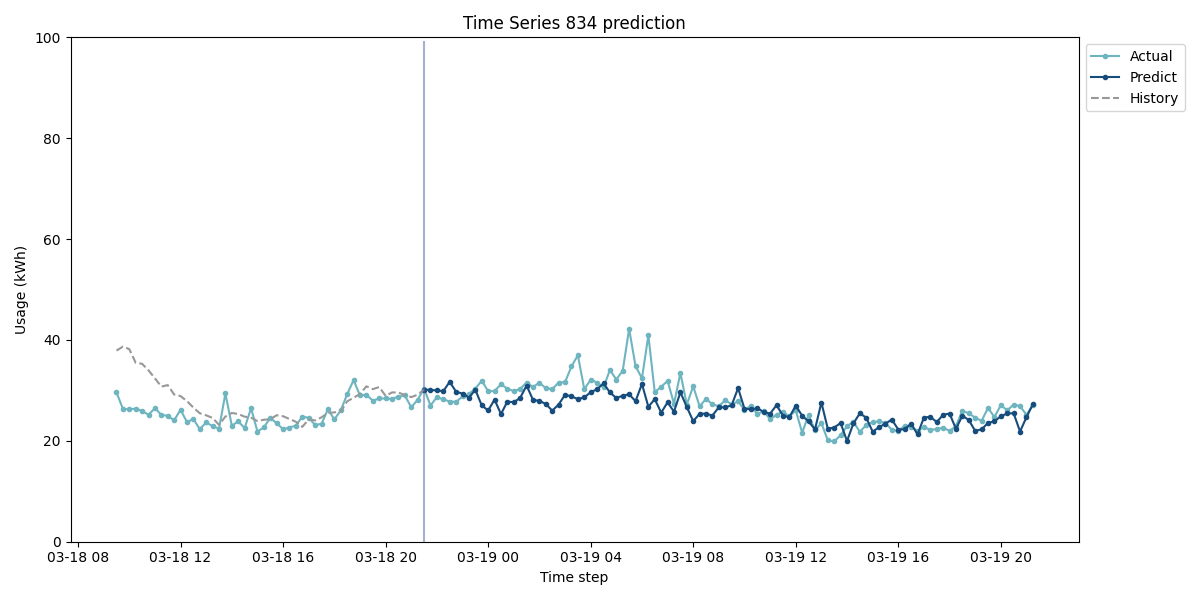 Time Series 834 prediction
Usage (kWh)
100
80
60
40
20
0
03-18 08
03-18 12
03-18 16
03-18 20
03-19 00
03-19 04
03-19 08
03-19 12
03-19 16
03-19 20
Time step
Actual
Predict
History